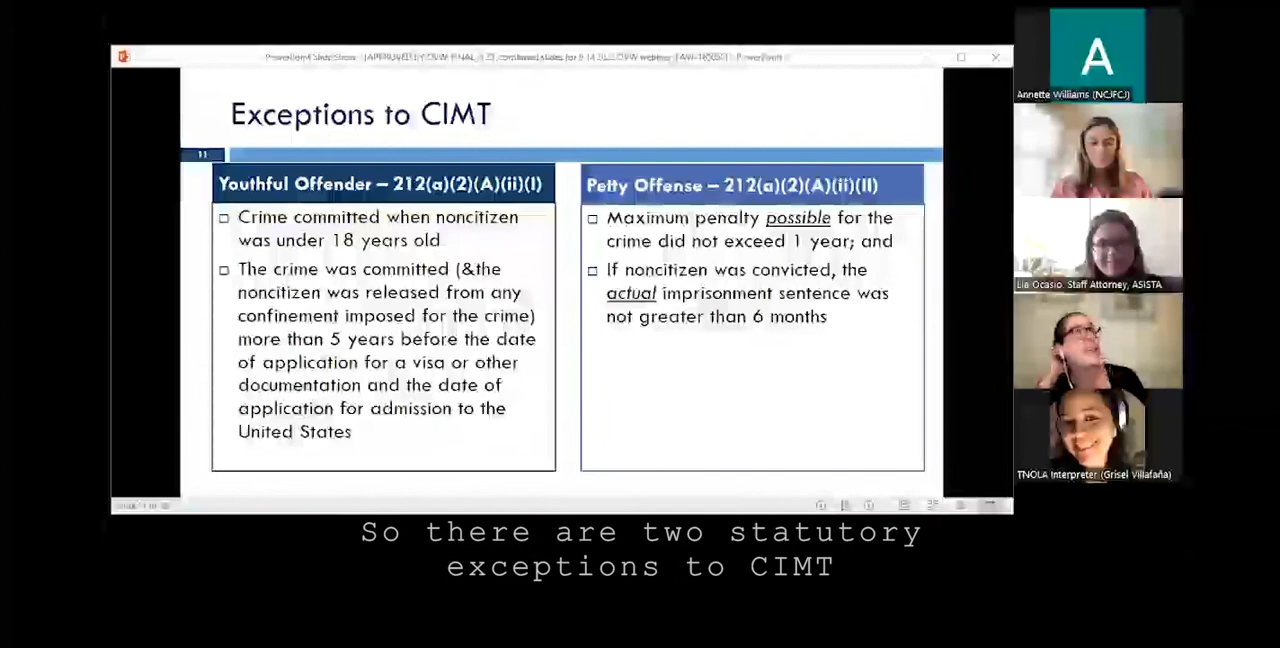 Exceptions to CIMT
11
Youthful Offender – 212(a)(2)(A)(ii)(I)
□ Crime committed when noncitizen
was under 18 years old
□ The crime was committed (&the
noncitizen was released from any
confinement imposed for the crime)
more than 5 years before the date
of application for a visa or other
documentation and the date of
application for admission to the
United States
Petty Offense – 212(a)(2)(A)(ii)(II)
□ Maximum penalty possible for the
crime did not exceed 1 year; and
□ If noncitizen was convicted, the
actual imprisonment sentence was
not greater than 6 months
A
Annette Williams (NCJFCJ)
Lia Ocasio Staff Attorney, ASISTA
TNOLA Interpreter (Grisel Villafaña)
So there are two statutory
exceptions to CIMT